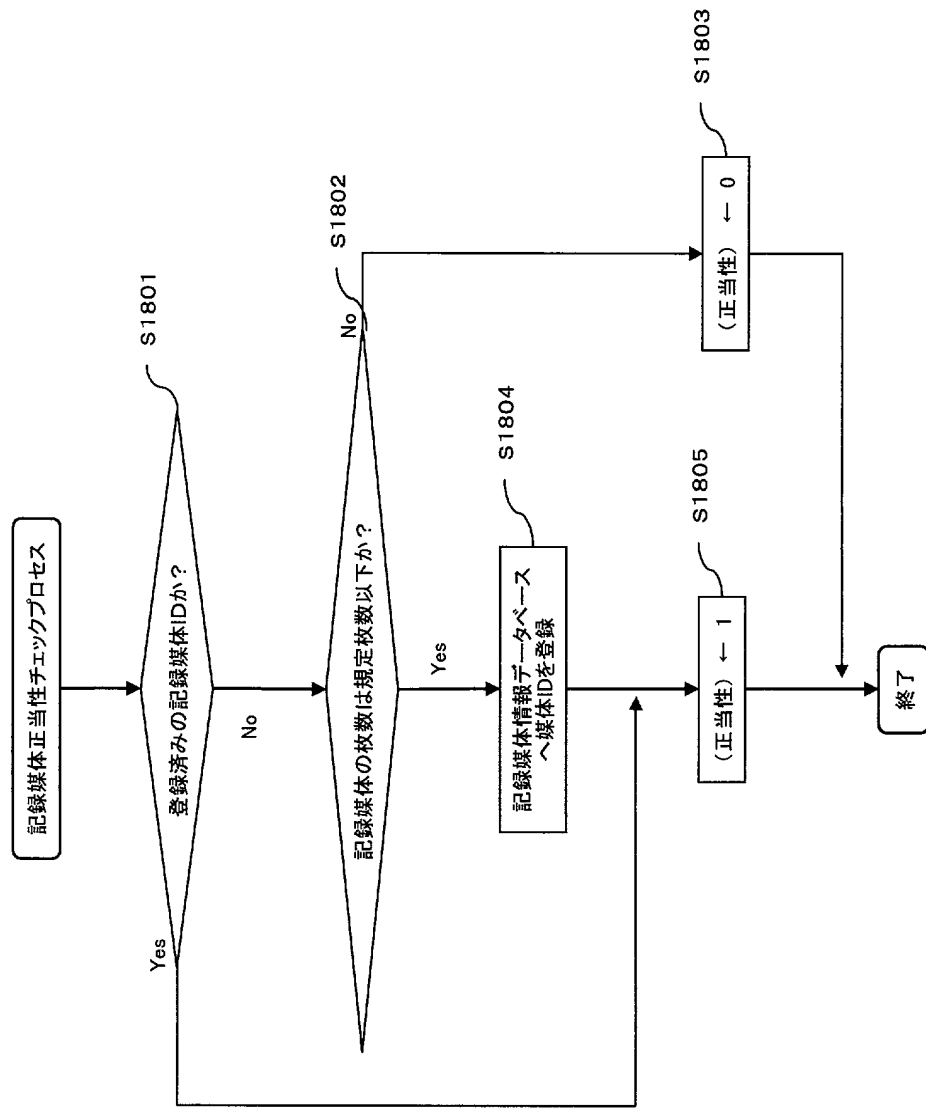 記録媒体正当性チェックプロセス
S1801
登録済みの記録媒体IDか?
Yes
No
S1802
記録媒体の枚数は規定枚数以下か?
No
Yes
S1804
記録媒体情報データベース
へ媒体IDを登録
S1803
(正当性) ← 0
S1805
(正当性) ← 1
終了